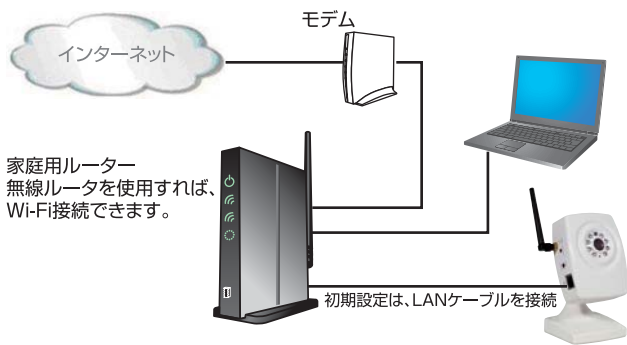 モデム
インターネット
家庭用ルーター
無線ルータを使用すれば、
Wi-Fi接続できます。
初期設定は、LANケーブルを接続